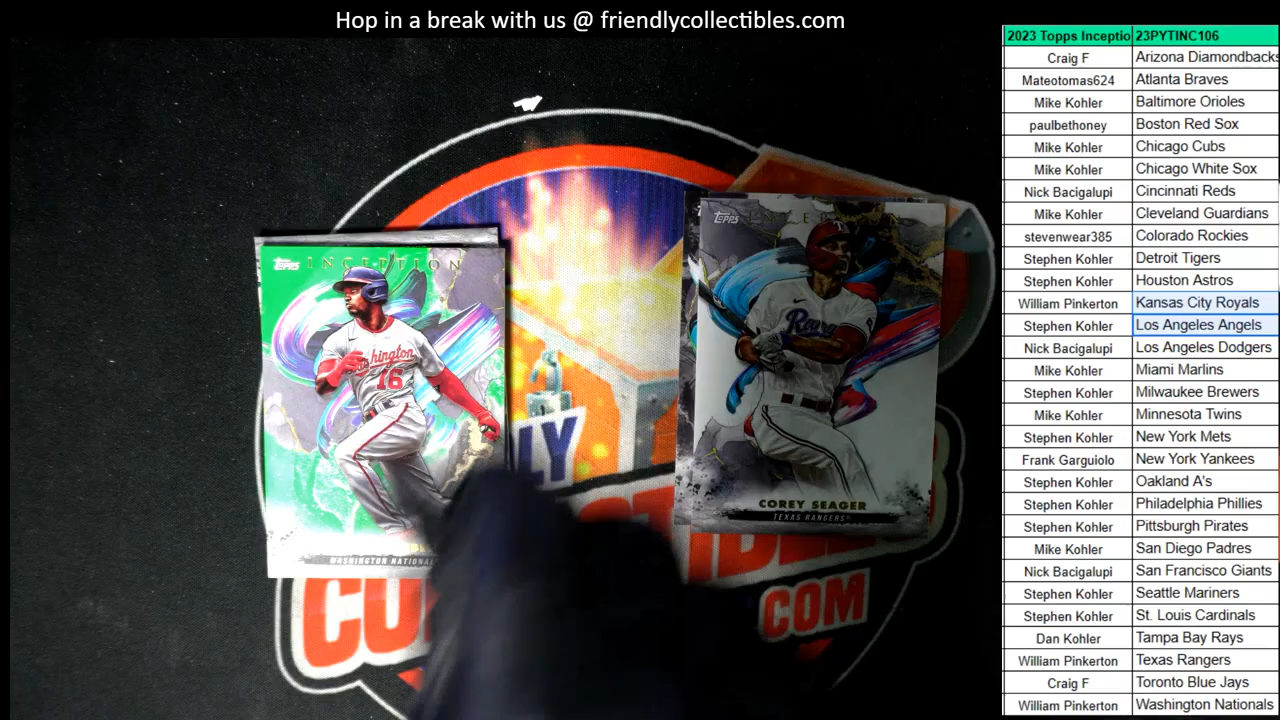 Hop in a break with us @ friendlycollectibles.com
2023 Topps Inceptio 23PYTINC106
Craig F Arizona Diamondbacks
Mateotomas624 Atlanta Braves
Mike Kohler Baltimore Orioles
paulbethoney Boston Red Sox
Mike Kohler Chicago Cubs
Mike Kohler Chicago White Sox
Nick Bacigalupi Cincinnati Reds
Mike Kohler Cleveland Guardians
stevenwear385 Colorado Rockies
Stephen Kohler Detroit Tigers
Stephen Kohler Houston Astros
William Pinkerton Kansas City Royals
Stephen Kohler Los Angeles Angels
Nick Bacigalupi Los Angeles Dodgers
Mike Kohler Miami Marlins
Stephen Kohler Milwaukee Brewers
Mike Kohler Minnesota Twins
Stephen Kohler New York Mets
Frank Garguiolo New York Yankees
Stephen Kohler Oakland A's
Stephen Kohler Philadelphia Phillies
Stephen Kohler Pittsburgh Pirates
Mike Kohler San Diego Padres
Nick Bacigalupi San Francisco Giants
Stephen Kohler Seattle Mariners
Stephen Kohler St. Louis Cardinals
Dan Kohler Tampa Bay Rays
William Pinkerton Texas Rangers
Craig F Toronto Blue Jays
William Pinkerton Washington Nationals
Topps INCEPTION
Washington
16
WASHINGTON NATIONAL
Topps
Rang
COREY SEAGER
TEXAS RANGERS
LY
CO
COM